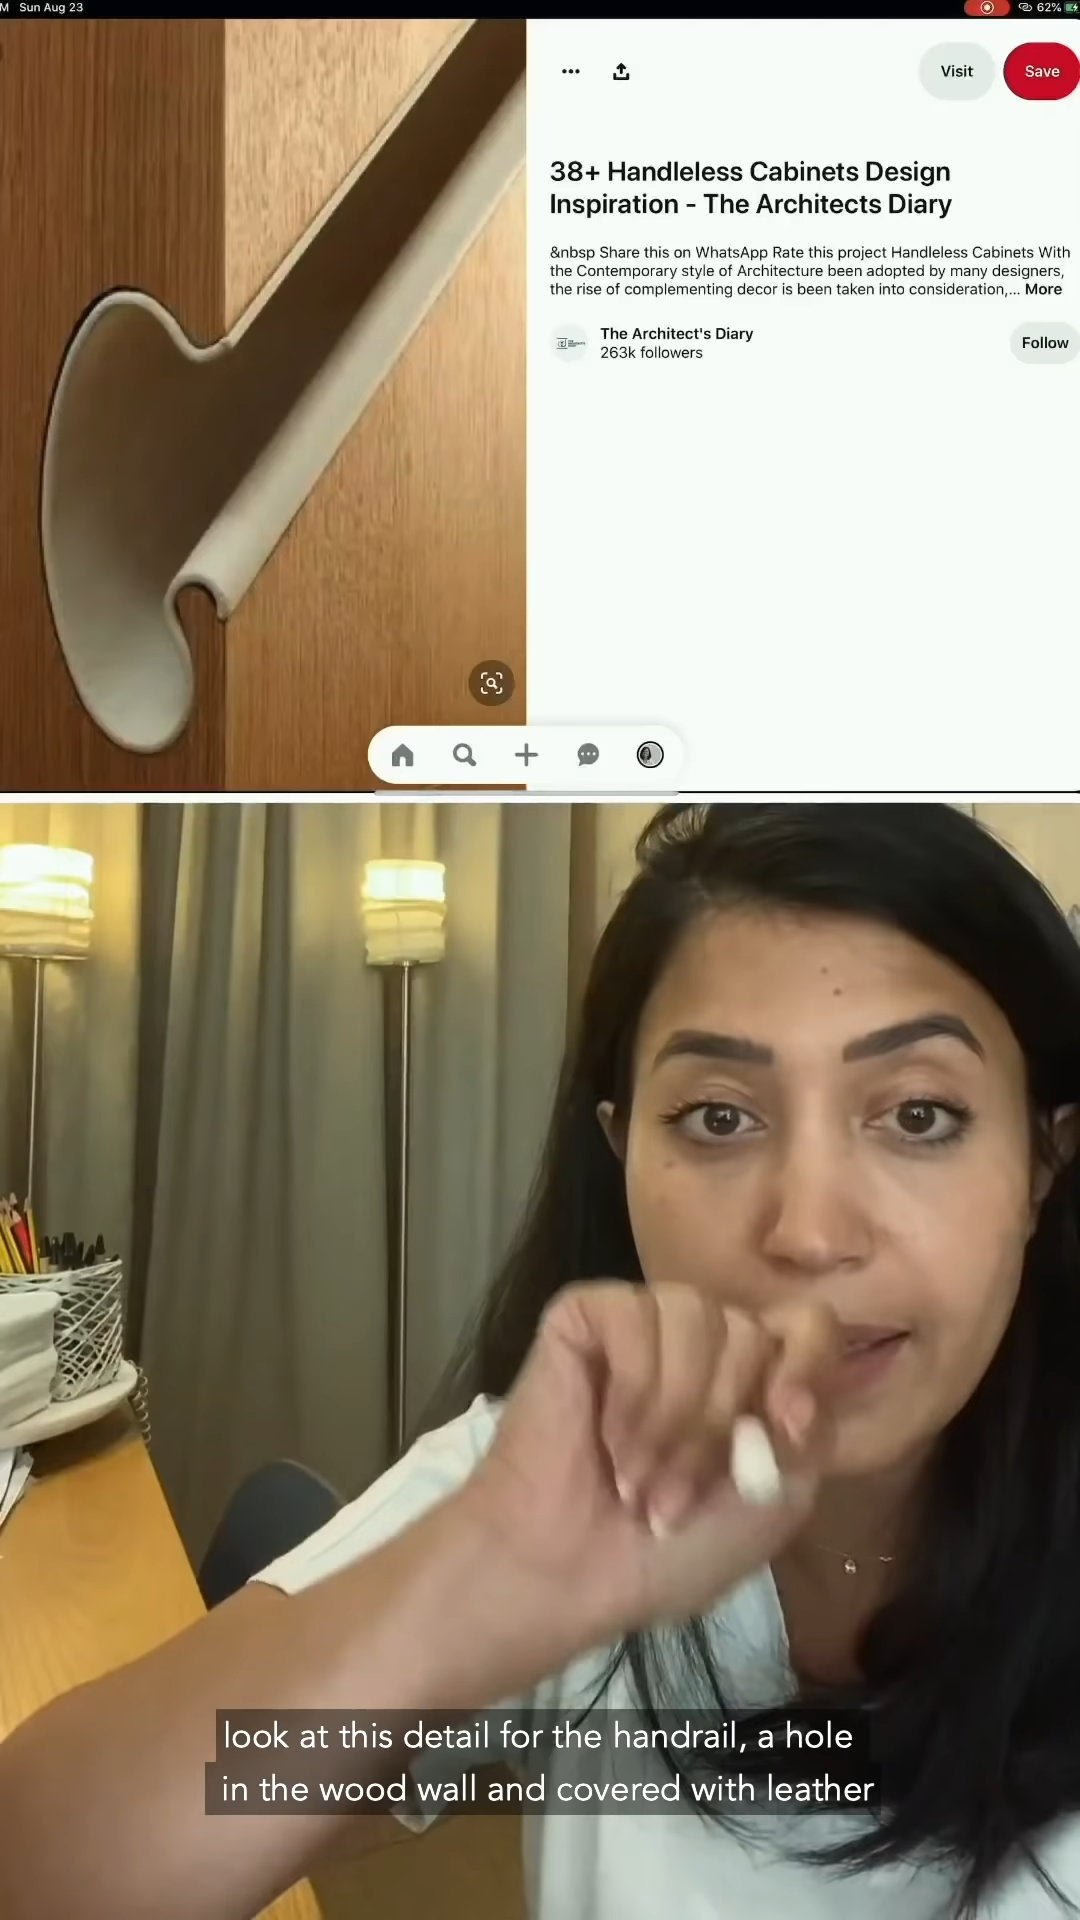 M Sun Aug 23
62%
Visit
Save
38+ Handleless Cabinets Design
Inspiration - The Architects Diary
&nbsp Share this on WhatsApp Rate this project Handleless Cabinets With
the Contemporary style of Architecture been adopted by many designers,
the rise of complementing decor is been taken into consideration,... More
The Architect's Diary
263k followers
Follow
look at this detail for the handrail, a hole
in the wood wall and covered with leather